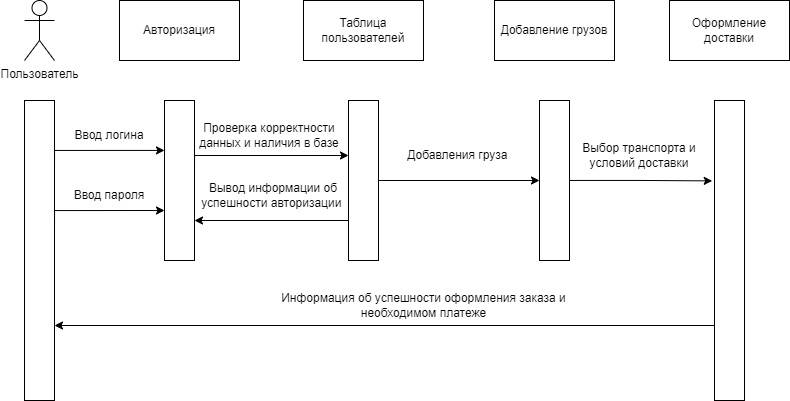 Пользователь
Авторизация
Таблица
пользователей
Добавление грузов
Оформление
доставки
Ввод логина
Проверка корректности
данных и наличия в базе
Добавления груза
Выбор транспорта и
условий доставки
Ввод пароля
Вывод информации об
успешности авторизации
Информация об успешности оформления заказа и
необходимом платеже